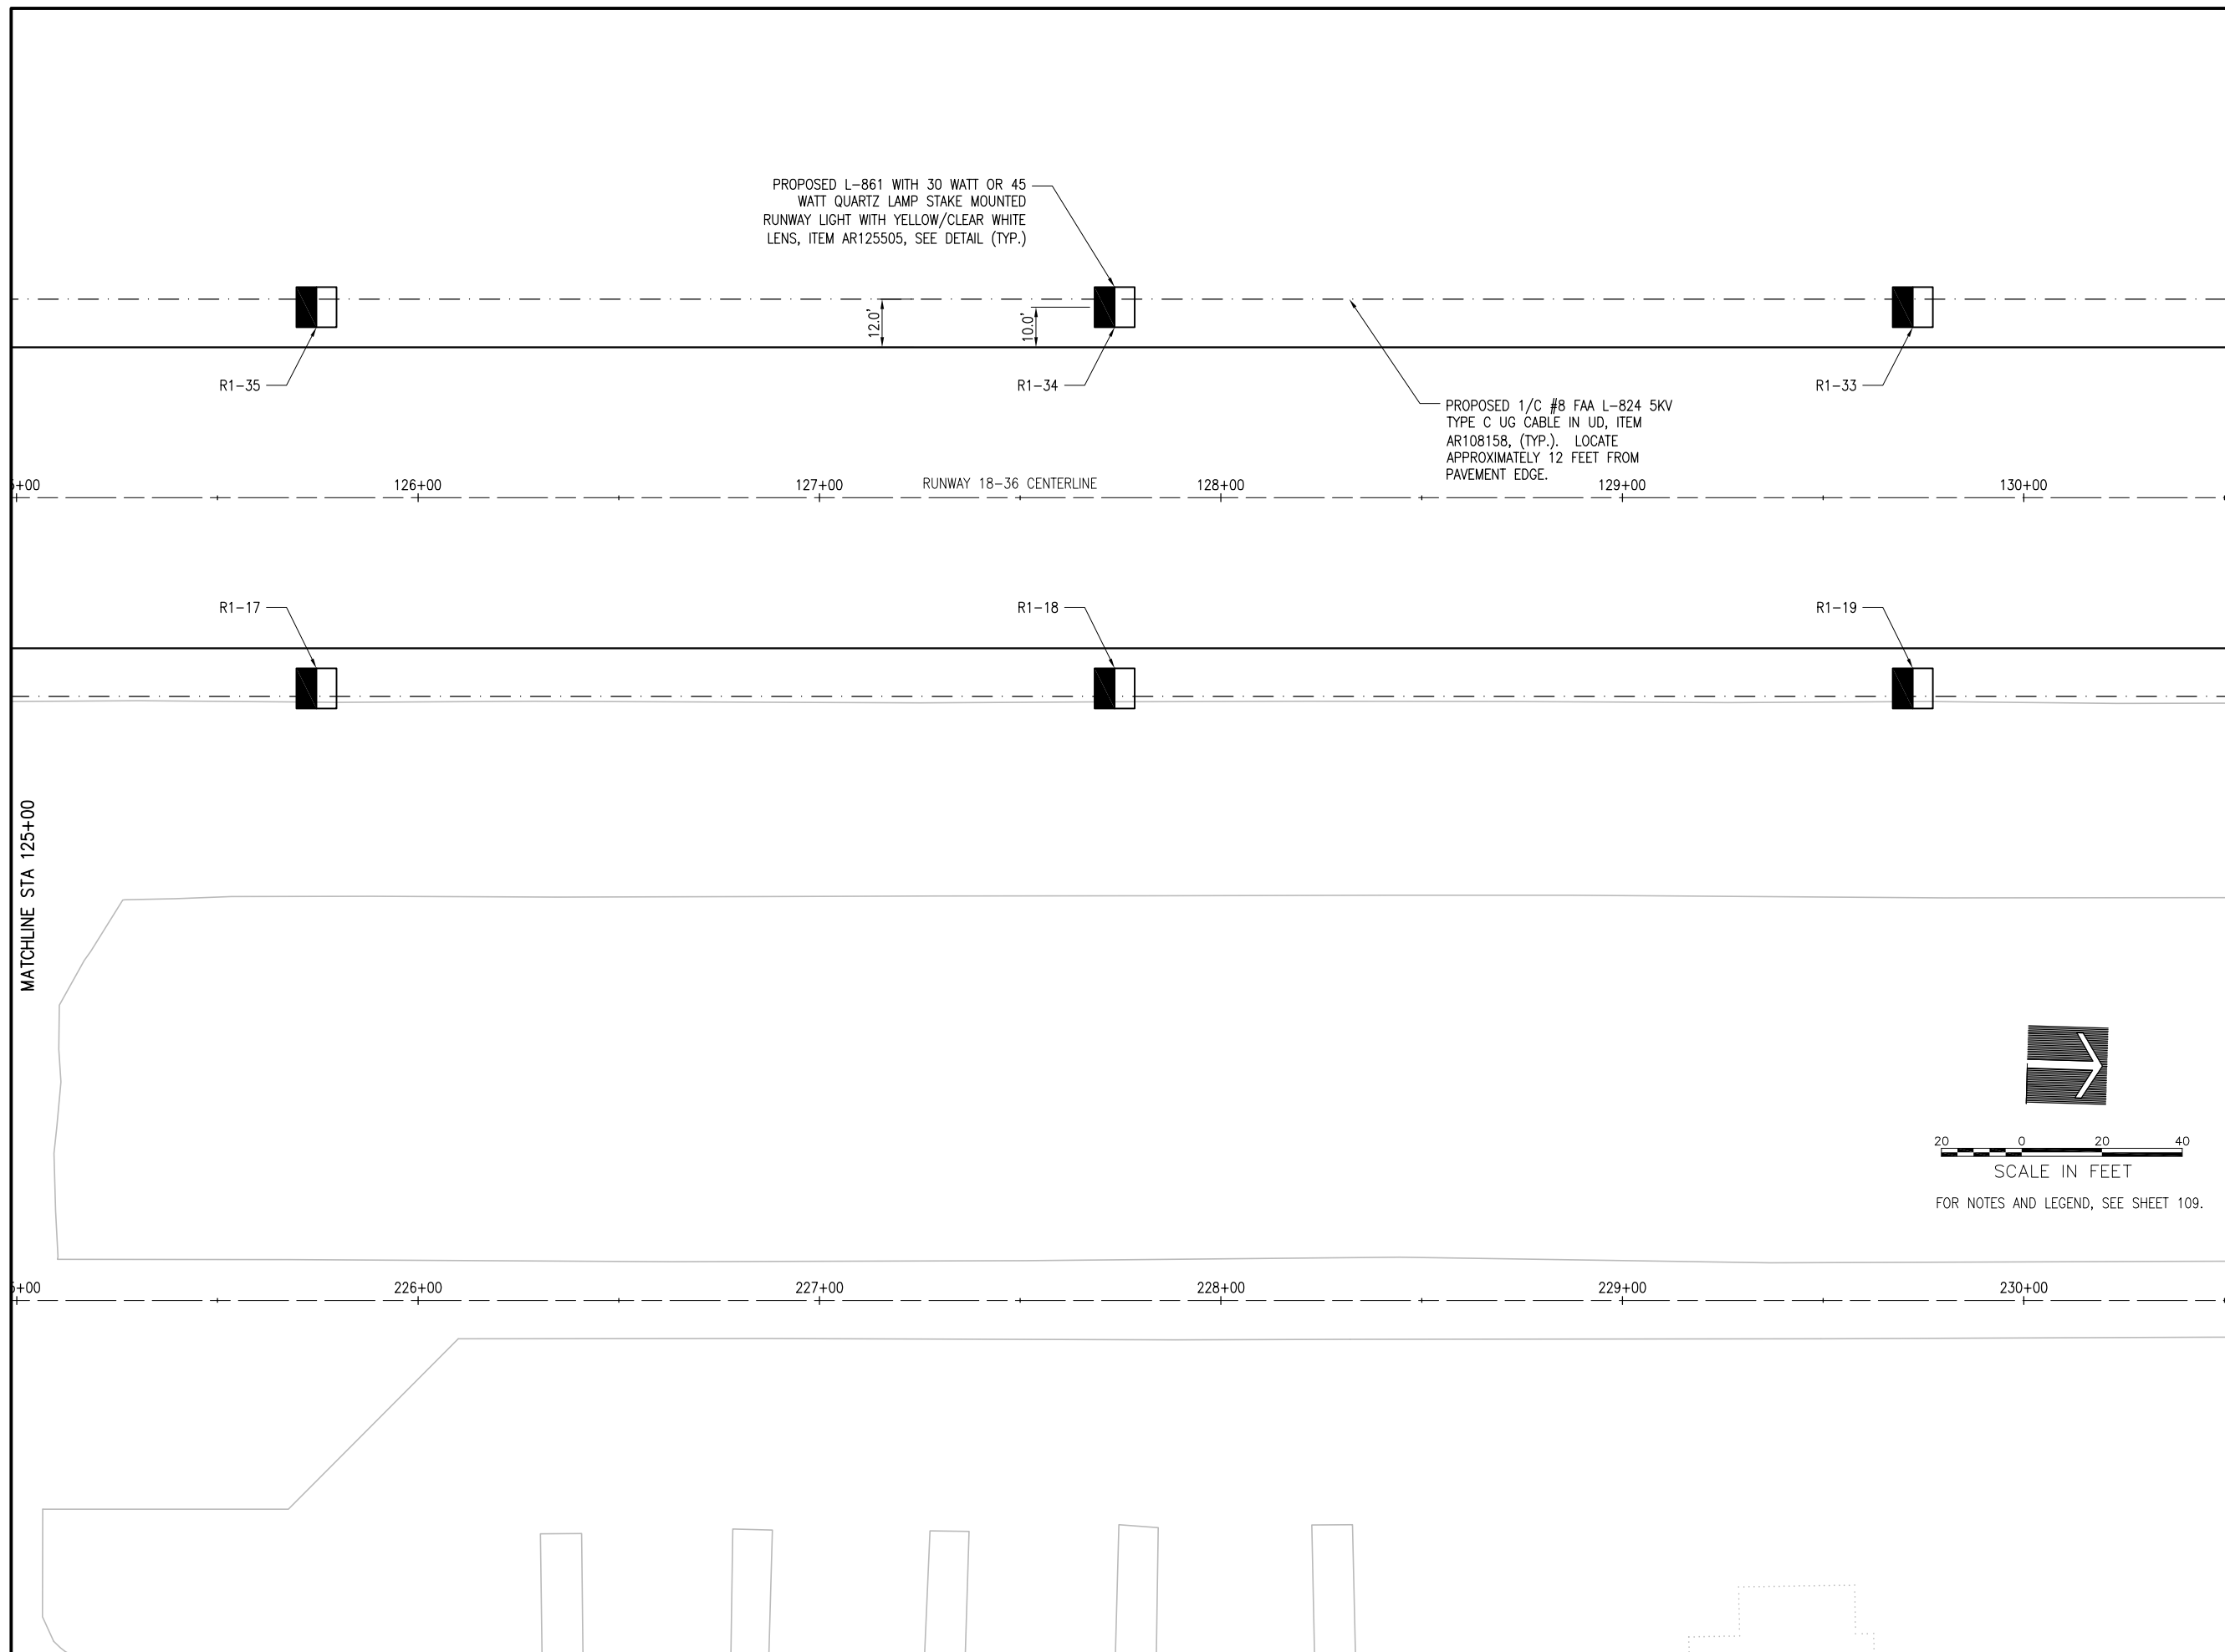 PROPOSED L-861 WITH 30 WATT OR 45
WATT QUARTZ LAMP STAKE MOUNTED
RUNWAY LIGHT WITH YELLOW/CLEAR WHITE
LENS, ITEM AR125505, SEE DETAIL (TYP.)
12.0'
10.0'
R1-35
R1-34
R1-33
PROPOSED 1/C #8 FAA L-824 5KV
TYPE C UG CABLE IN UD, ITEM
AR108158, (TYP.). LOCATE
APPROXIMATELY 12 FEET FROM
PAVEMENT EDGE.
5+00
126+00
127+00
RUNWAY 18-36 CENTERLINE
128+00
129+00
130+00
R1-17
R1-18
R1-19
MATCHLINE STA 125+00
20 0 20 40
SCALE IN FEET
FOR NOTES AND LEGEND, SEE SHEET 109.
5+00
226+00
227+00
228+00
229+00
230+00